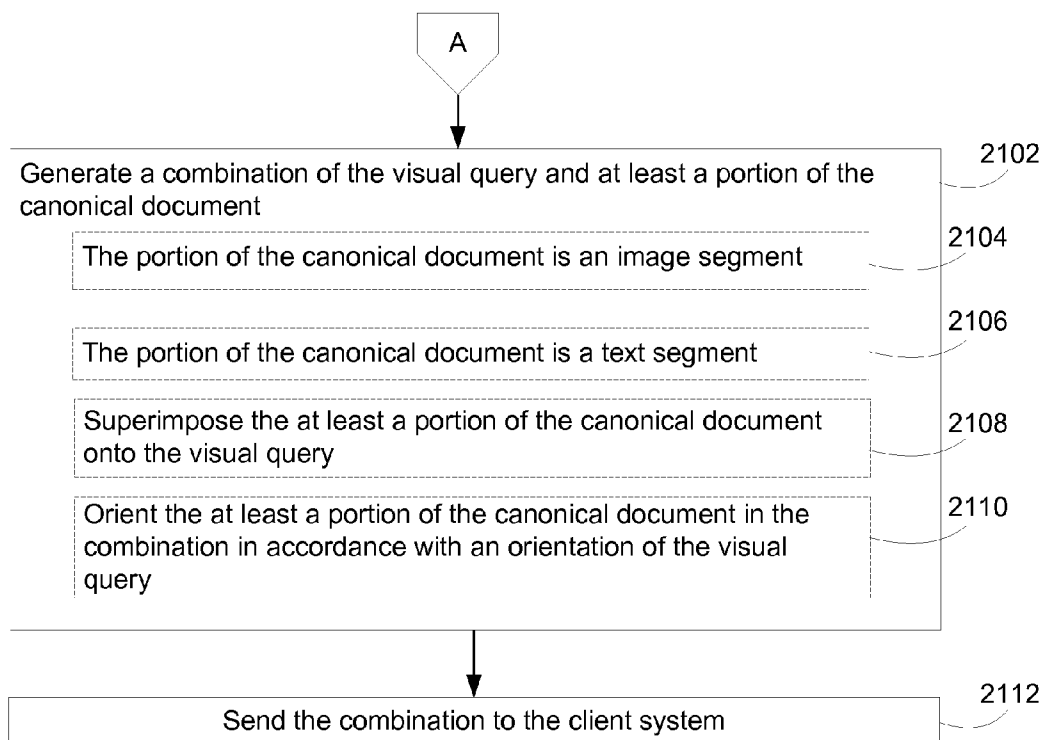 A
2102
Generate a combination of the visual query and at least a portion of the
canonical document
2104
The portion of the canonical document is an image segment
2106
The portion of the canonical document is a text segment
2108
Superimpose the at least a portion of the canonical document
onto the visual query
2110
Orient the at least a portion of the canonical document in the
combination in accordance with an orientation of the visual
query
2112
Send the combination to the client system